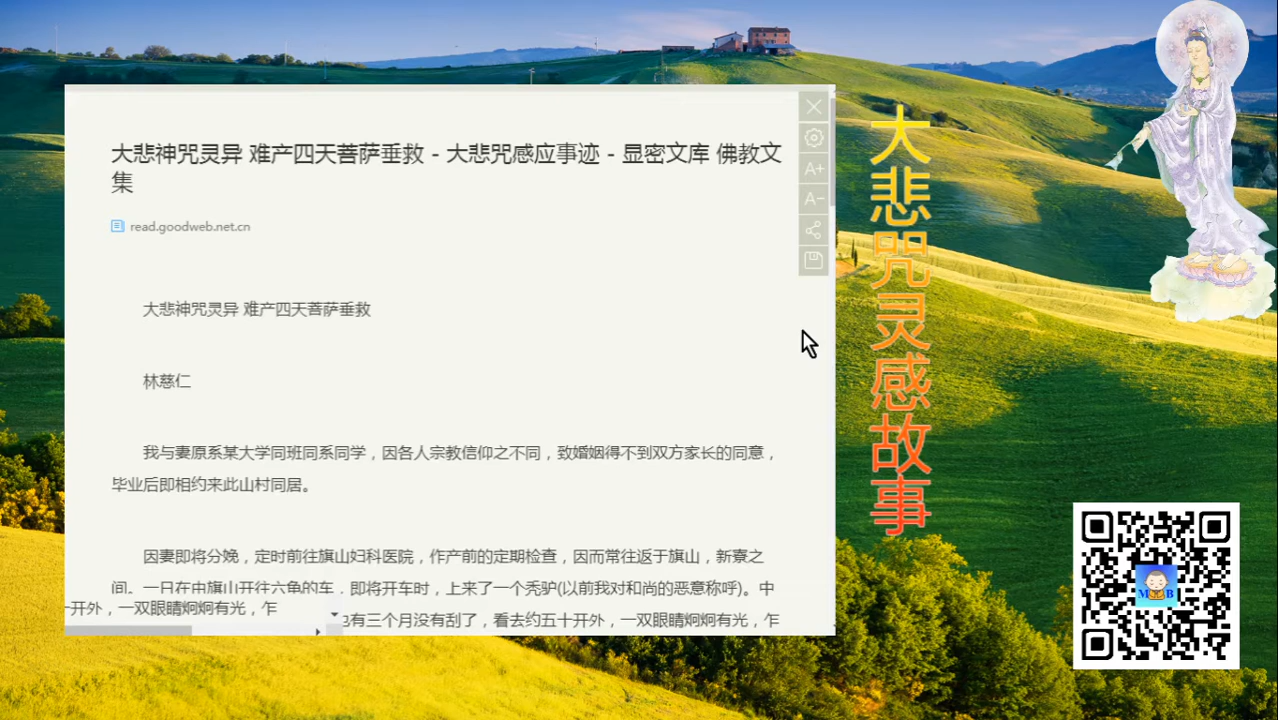 大悲神咒灵异 难产四天菩萨垂救 - 大悲咒感应事迹 - 显密文库 佛教文
集
read.goodweb.net.cn
大悲神咒灵异 难产四天菩萨垂救
林慈仁
我与妻原系某大学同班同系同学，因各人宗教信仰之不同，致婚姻得不到双方家长的同意，
毕业后即相约来此山村同居。
因妻即将分娩，定时前往旗山妇科医院，作产前的定期检查，因而常往返于旗山，新寮之
间。一日在由旗山开往六龟的车，即将开车时，上来了一个秃驴(以前我对和尚的恶意称呼)。中
开外，一双眼睛炯炯有光，乍
有三个月没有刮了，看去约五十开外，一双眼睛炯炯有光，乍
A+
A-
大悲咒灵感故事
M B